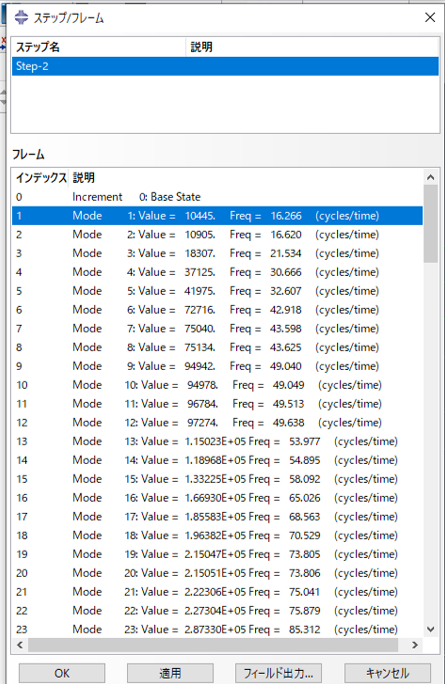 ステップ/フレーム
ステップ名 説明
Step-2
フレーム
インデックス 説明
0 Increment 0: Base State
1 Mode 1: Value = 10445. Freq = 16.266 (cycles/time)
2 Mode 2: Value = 10905. Freq = 16.620 (cycles/time)
3 Mode 3: Value = 18307. Freq = 21.534 (cycles/time)
4 Mode 4: Value = 37125. Freq = 30.666 (cycles/time)
5 Mode 5: Value = 41975. Freq = 32.607 (cycles/time)
6 Mode 6: Value = 72716. Freq = 42.918 (cycles/time)
7 Mode 7: Value = 75040. Freq = 43.598 (cycles/time)
8 Mode 8: Value = 75134. Freq = 43.625 (cycles/time)
9 Mode 9: Value = 94942. Freq = 49.040 (cycles/time)
10 Mode 10: Value = 94978. Freq = 49.049 (cycles/time)
11 Mode 11: Value = 96784. Freq = 49.513 (cycles/time)
12 Mode 12: Value = 97274. Freq = 49.638 (cycles/time)
13 Mode 13: Value = 1.15023E+05 Freq = 53.977 (cycles/time)
14 Mode 14: Value = 1.18968E+05 Freq = 54.895 (cycles/time)
15 Mode 15: Value = 1.33225E+05 Freq = 58.092 (cycles/time)
16 Mode 16: Value = 1.66930E+05 Freq = 65.026 (cycles/time)
17 Mode 17: Value = 1.85583E+05 Freq = 68.563 (cycles/time)
18 Mode 18: Value = 1.96382E+05 Freq = 70.529 (cycles/time)
19 Mode 19: Value = 2.15047E+05 Freq = 73.805 (cycles/time)
20 Mode 20: Value = 2.15051E+05 Freq = 73.806 (cycles/time)
21 Mode 21: Value = 2.22306E+05 Freq = 75.041 (cycles/time)
22 Mode 22: Value = 2.27304E+05 Freq = 75.879 (cycles/time)
23 Mode 23: Value = 2.87330E+05 Freq = 85.312 (cycles/time)
OK 適用 フィールド出力... キャンセル